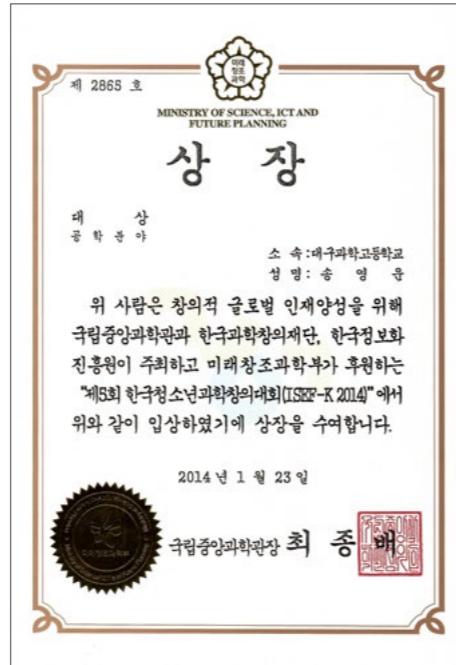 미래
창조
과학
제 2865 호
MINISTRY OF SCIENCE, ICT AND
FUTURE PLANNING
상 장
대 상
공 학 분 야
소 속:대구과학고등학교
성 명: 송 영 운
위 사람은 창의적 글로벌 인재양성을 위해
국립중앙과학관과 한국과학창의재단, 한국정보화
진흥원이 주최하고 미래창조과학부가 후원하는
"제5회 한국청소년과학창의대회(ISEF-K 2014)" 에서
위와 같이 입상하였기에 상장을 수여합니다.
2014 년 1 월 23 일
국립중앙과학관장 최 종 배